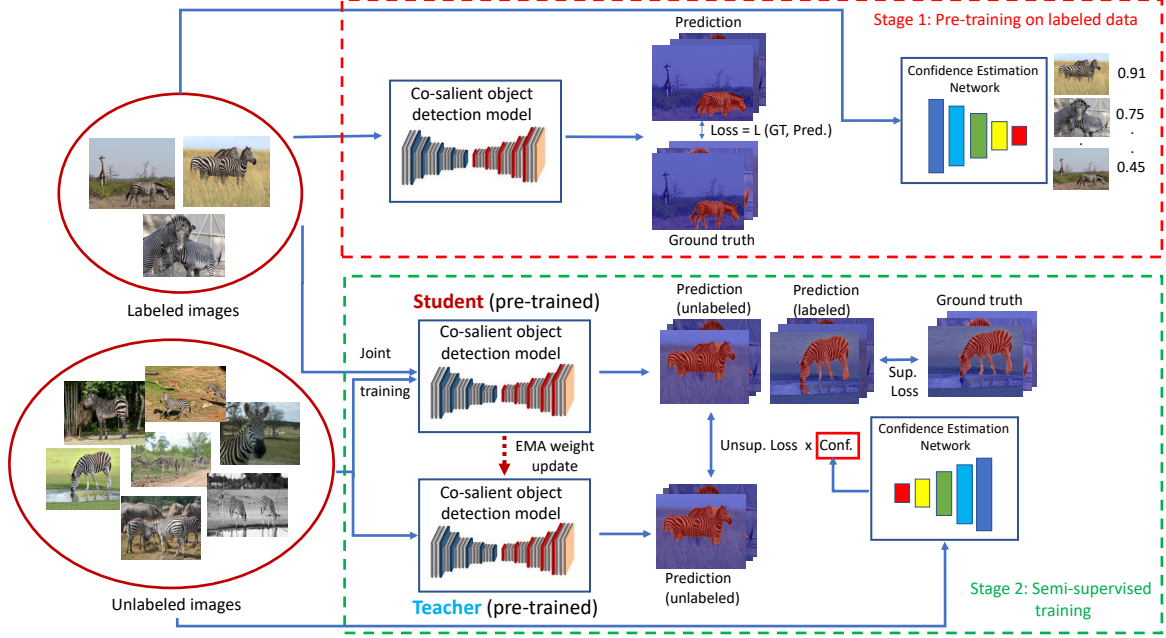 Stage 1: Pre-training on labeled data
Prediction
Co-salient object
detection model
Loss = L (GT, Pred.)
Ground truth
Confidence Estimation
Network
0.91
0.75
.
.
0.45
Labeled images
Student (pre-trained)
Co-salient object
detection model
Joint
training
EMA weight
update
Co-salient object
detection model
Teacher (pre-trained)
Prediction
(unlabeled)
Prediction
(labeled)
Ground truth
Sup.
Loss
Unsup. Loss x Conf.
Confidence Estimation
Network
Prediction
(unlabeled)
Unlabeled images
Stage 2: Semi-supervised
training